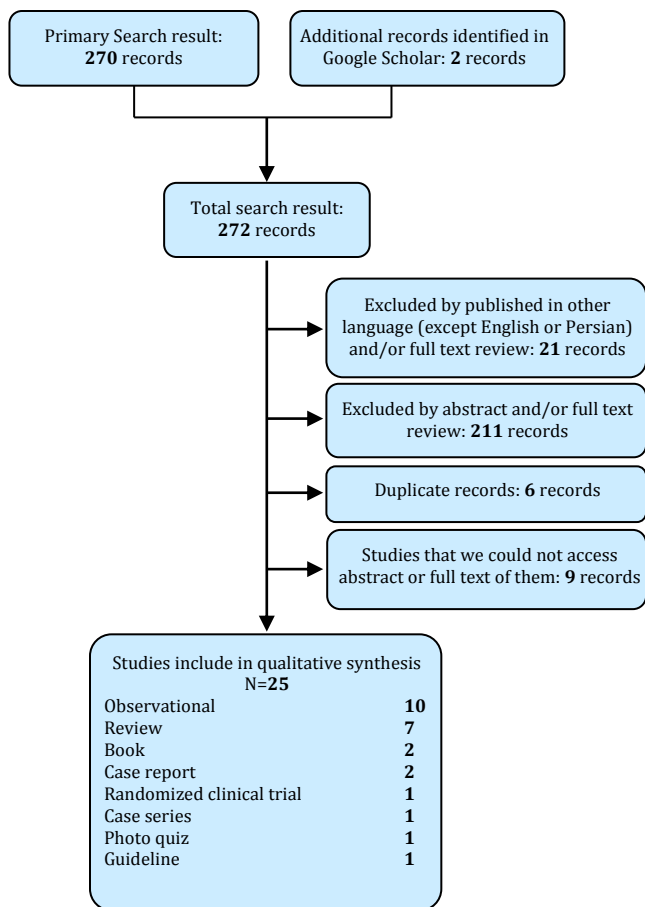 Primary Search result:
270 records
Additional records identified in
Google Scholar: 2 records
Total search result:
272 records
Excluded by published in other
language (except English or Persian)
and/or full text review: 21 records
Excluded by abstract and/or full text
review: 211 records
Duplicate records: 6 records
Studies that we could not access
abstract or full text of them: 9 records
Studies include in qualitative synthesis
N=25
Observational 10
Review 7
Book 2
Case report 2
Randomized clinical trial 1
Case series 1
Photo quiz 1
Guideline 1